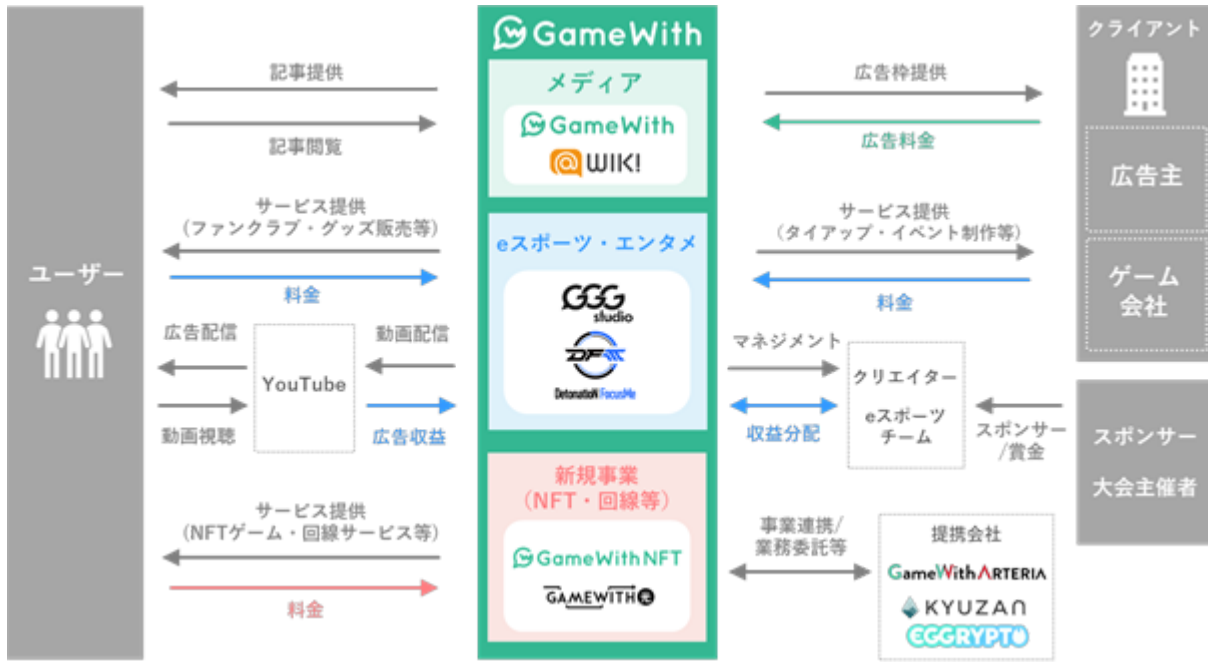 GameWith
メディア
GameWith
@WIKI
eスポーツ・エンタメ
GGG
studio
DFM
DetonatioN FocusMe
新規事業
（NFT・回線等）
GameWithNFT
GAMEWITH光
ユーザー
記事提供
記事閲覧
サービス提供
（ファンクラブ・グッズ販売等）
料金
広告配信
動画視聴
YouTube
動画配信
広告収益
サービス提供
（NFTゲーム・回線サービス等）
料金
広告枠提供
広告料金
サービス提供
（タイアップ・イベント制作等）
料金
マネジメント
収益分配
クリエイター
eスポーツ
チーム
スポンサー
/賞金
事業連携/
業務委託等
提携会社
GameWith ARTERIA
KYUZAN
EGGRYPTO
クライアント
広告主
ゲーム
会社
スポンサー
大会主催者